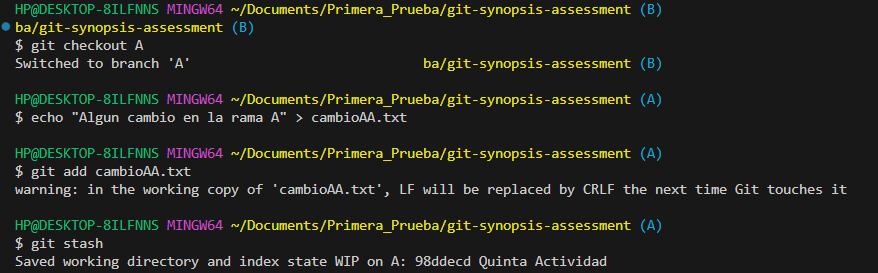 HP@DESKTOP-8ILFNNS MINGW64 ~/Documents/Primera_Prueba/git-synopsis-assessment (B)
ba/git-synopsis-assessment (B)
$ git checkout A
Switched to branch 'A' ba/git-synopsis-assessment (B)
HP@DESKTOP-8ILFNNS MINGW64 ~/Documents/Primera_Prueba/git-synopsis-assessment (A)
$ echo "Algun cambio en la rama A" > cambioAA.txt
HP@DESKTOP-8ILFNNS MINGW64 ~/Documents/Primera_Prueba/git-synopsis-assessment (A)
$ git add cambioAA.txt
warning: in the working copy of 'cambioAA.txt', LF will be replaced by CRLF the next time Git touches it
HP@DESKTOP-8ILFNNS MINGW64 ~/Documents/Primera_Prueba/git-synopsis-assessment (A)
$ git stash
Saved working directory and index state WIP on A: 98ddecd Quinta Actividad